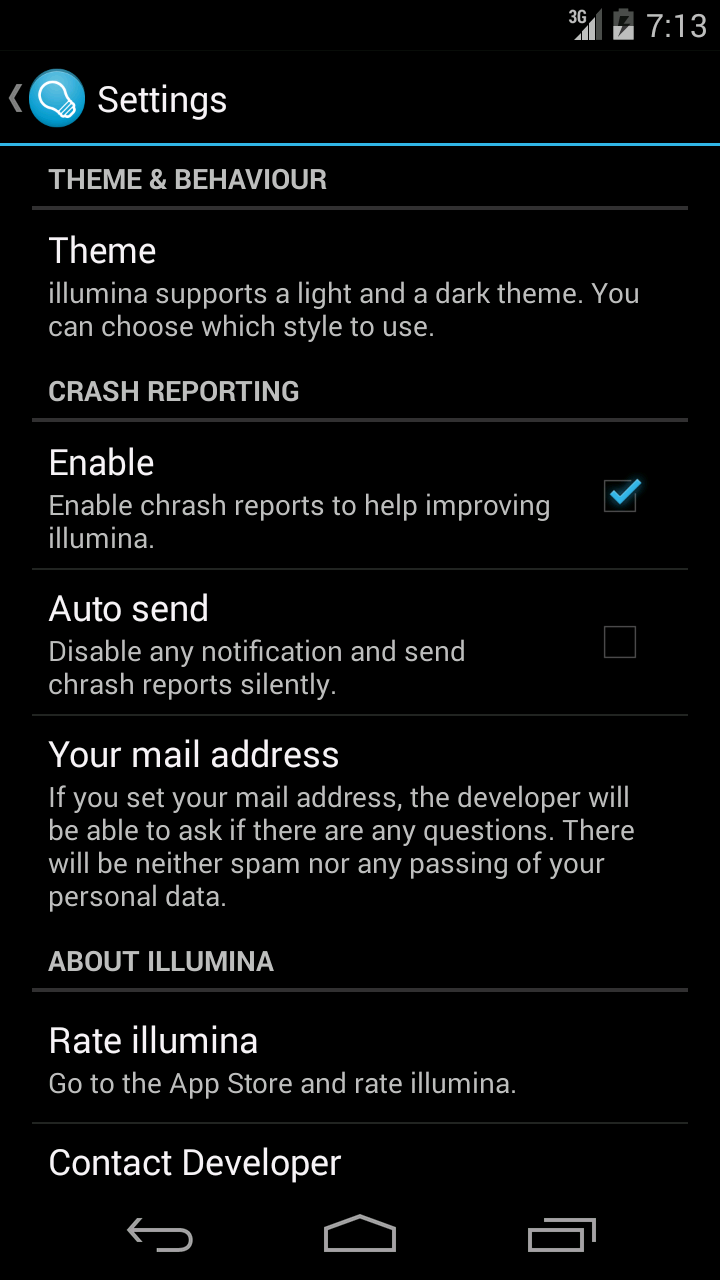 3G 7:13
Settings
THEME & BEHAVIOUR
Theme
illumina supports a light and a dark theme. You
can choose which style to use.
CRASH REPORTING
Enable
Enable chrash reports to help improving
illumina.
Auto send
Disable any notification and send
chrash reports silently.
Your mail address
If you set your mail address, the developer will
be able to ask if there are any questions. There
will be neither spam nor any passing of your
personal data.
ABOUT ILLUMINA
Rate illumina
Go to the App Store and rate illumina.
Contact Developer